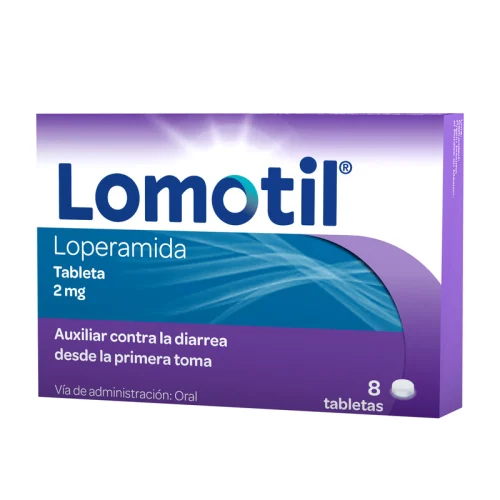 Lomotil®
Loperamida
Tableta
2 mg
Auxiliar contra la diarrea
desde la primera toma
Vía de administración: Oral
8
tabletas